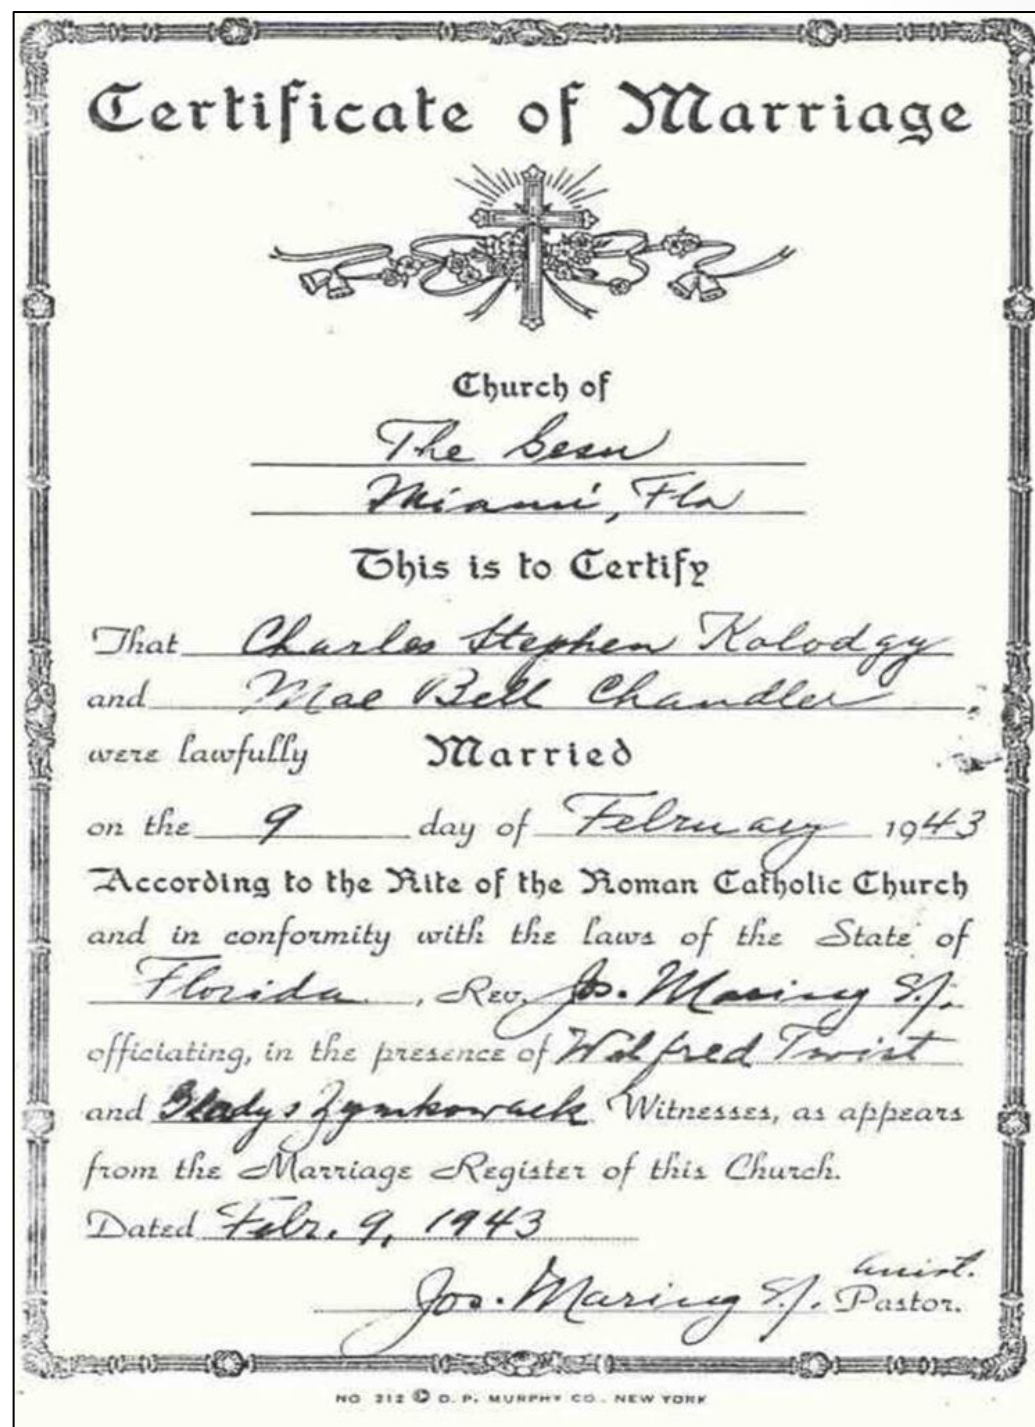 Certificate of Marriage
Church of
The Gesu
Miami, Fla
This is to Certify
That Charles Stephen Kolodgy
and Mae Bell Chandler
were lawfully Married
on the 9 day of February 1943
According to the Rite of the Roman Catholic Church
and in conformity with the laws of the State of
Florida, Rev. Jos. Maring S.J.
officiating, in the presence of Wilfred Twist
and Gladys Zymkowack Witnesses, as appears
from the Marriage Register of this Church.
Dated Febr. 9, 1943
assist.
Jos. Maring S.J. Pastor.
NO 212 © D. P. MURPHY CO. NEW YORK